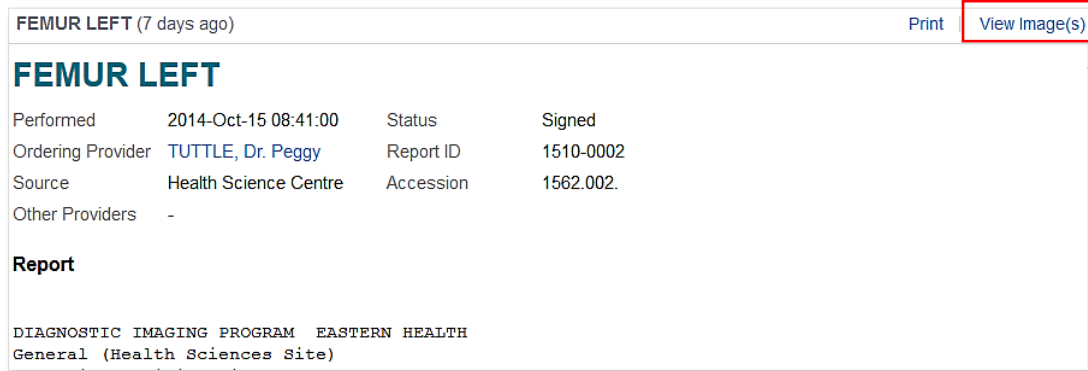 FEMUR LEFT (7 days ago) Print View Image(s)
FEMUR LEFT
Performed 2014-Oct-15 08:41:00 Status Signed
Ordering Provider TUTTLE, Dr. Peggy Report ID 1510-0002
Source Health Science Centre Accession 1562.002.
Other Providers -
Report
DIAGNOSTIC IMAGING PROGRAM EASTERN HEALTH
General (Health Sciences Site)